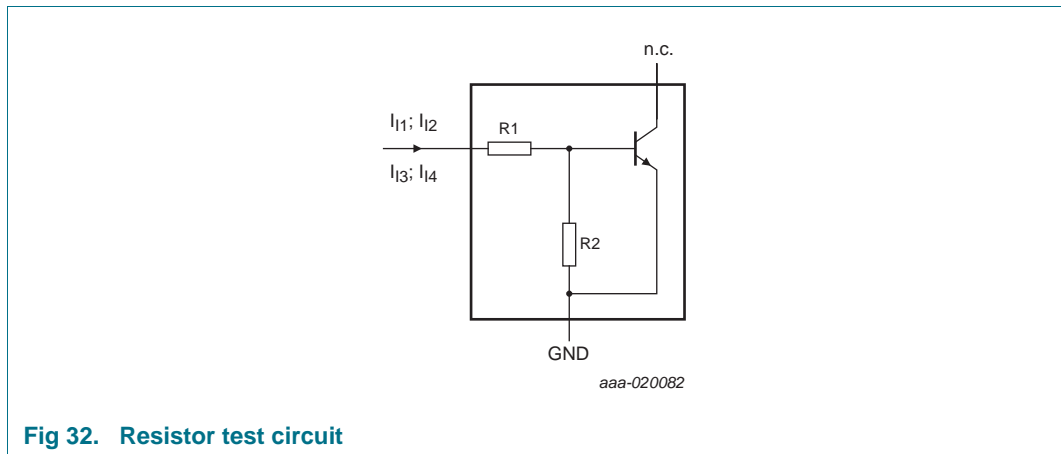 n.c.
I_I1; I_I2
R1
I_I3; I_I4
R2
GND
aaa-020082
Fig 32. Resistor test circuit